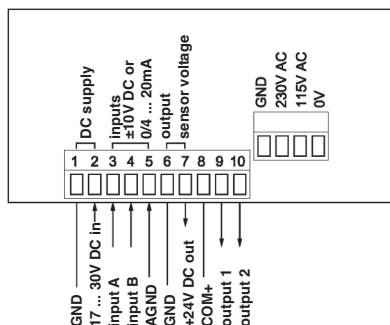 DC supply
inputs
±10V DC or
0/4 ... 20mA
output
sensor voltage
GND
230V AC
115V AC
0V
1 2 3 4 5 6 7 8 9 10
GND
17 ... 30V DC in
input A
input B
AGND
GND
+24V DC out
COM+
output 1
output 2